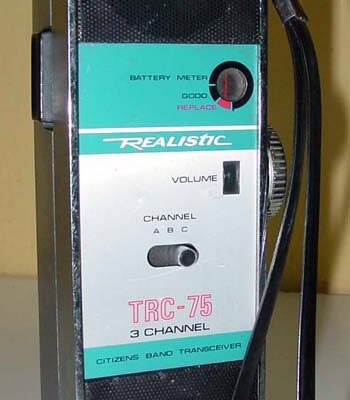 BATTERY METER
GOOD
REPLACE
REALISTIC
VOLUME
CHANNEL
A B C
TRC-75
3 CHANNEL
CITIZENS BAND TRANSCEIVER